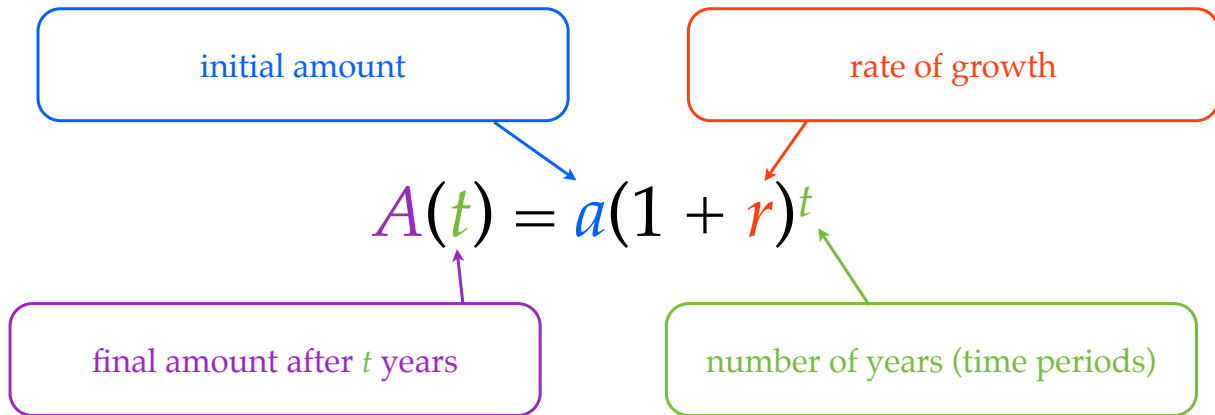 initial amount
rate of growth
A(t) = a(1 + r)ᵗ
final amount after t years
number of years (time periods)